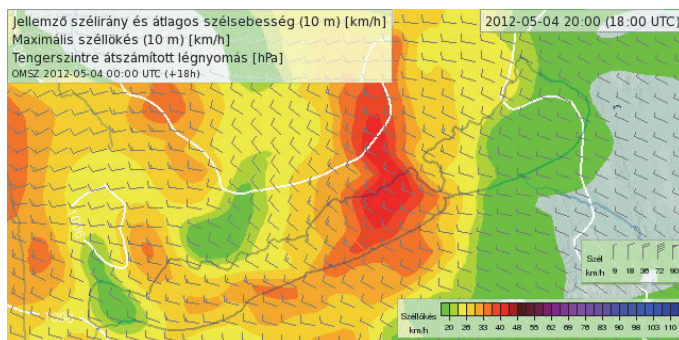 Jellemző szélirány és átlagos szélsebesség (10 m) [km/h]
Maximális széllökés (10 m) [km/h]
Tengerszintre átszámított légnyomás [hPa]
OMSZ 2012-05-04 00:00 UTC (+18h)
2012-05-04 20:00 (18:00 UTC)
Szél
km/h 9 18 36 72 90
Széllökés
km/h 20 26 33 40 48 55 62 69 76 83 90 98 103 110